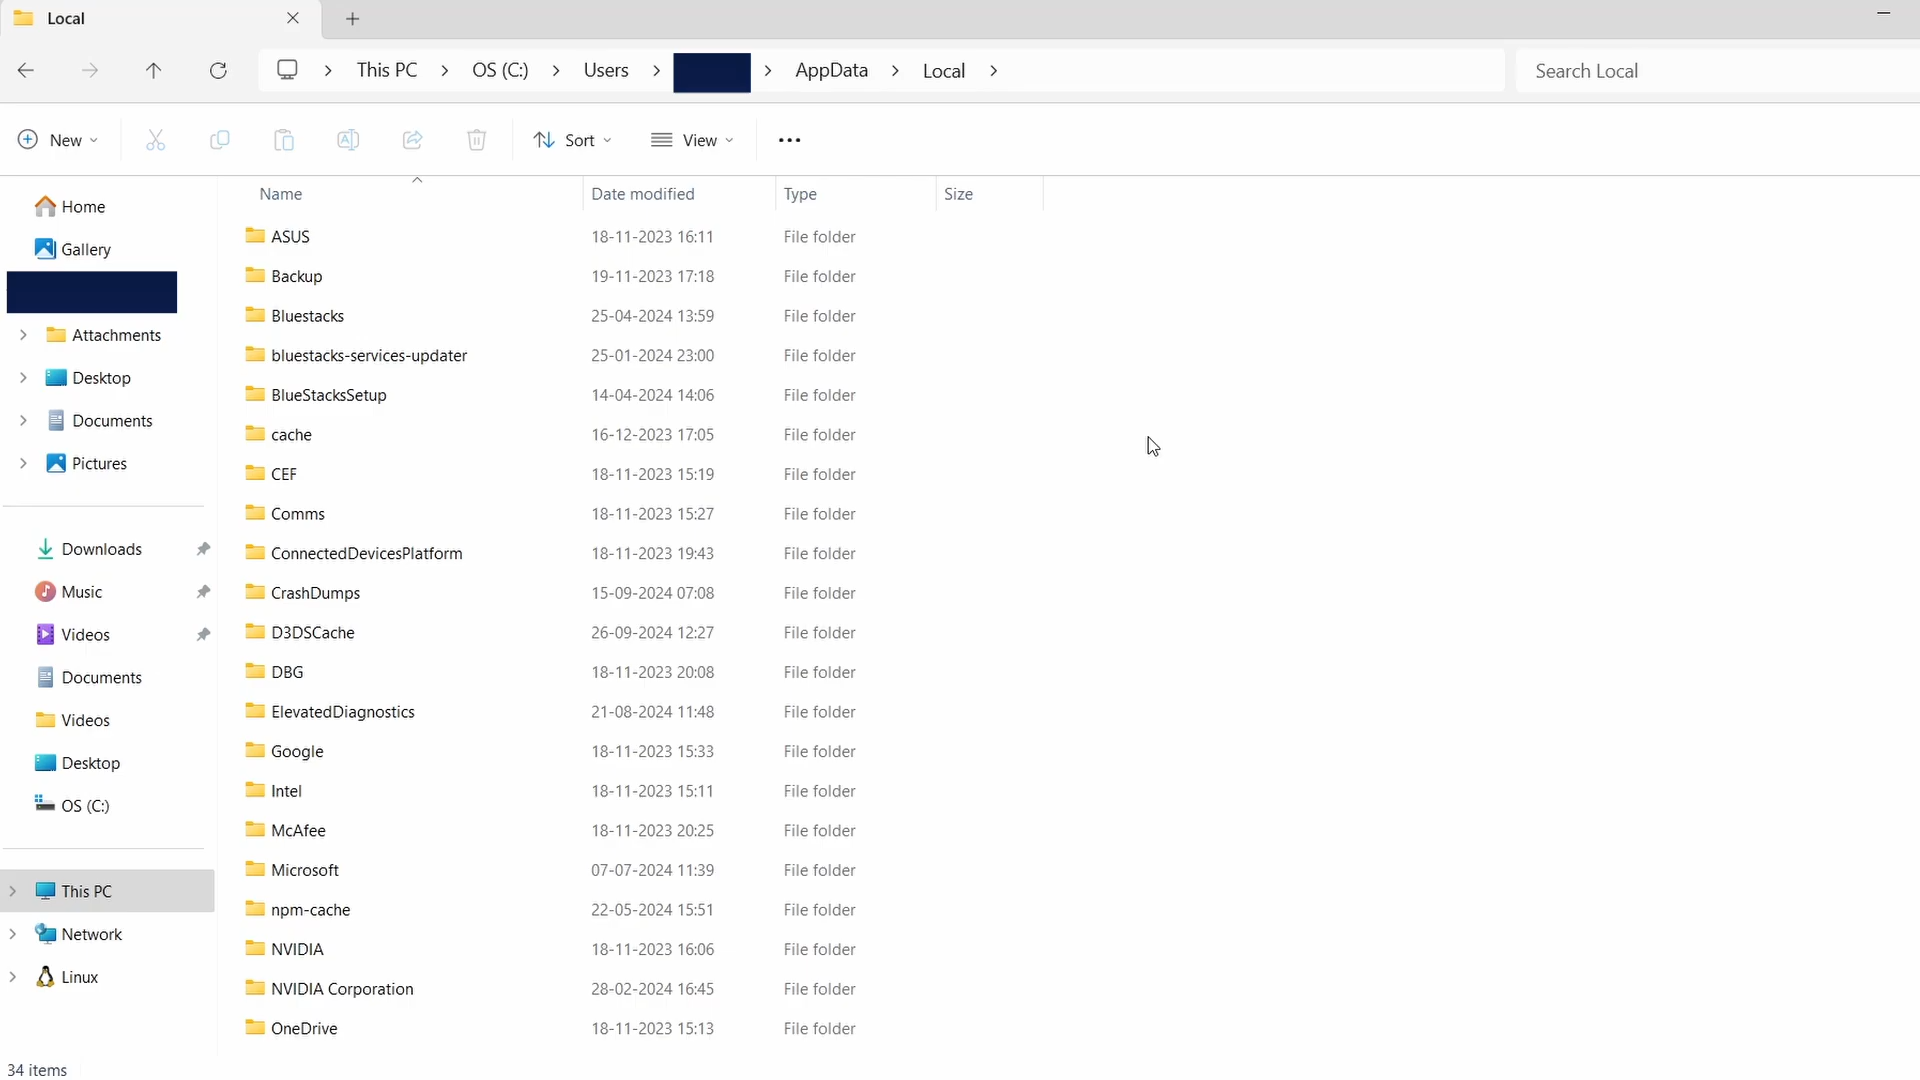 Local
This PC > OS (C:) > Users > > AppData > Local >
Search Local
New
Sort
View
Name Date modified Type Size
Home
Gallery
Attachments
Desktop
Documents
Pictures
Downloads
Music
Videos
Documents
Videos
Desktop
OS (C:)
This PC
Network
Linux
ASUS 18-11-2023 16:11 File folder
Backup 19-11-2023 17:18 File folder
Bluestacks 25-04-2024 13:59 File folder
bluestacks-services-updater 25-01-2024 23:00 File folder
BlueStacksSetup 14-04-2024 14:06 File folder
cache 16-12-2023 17:05 File folder
CEF 18-11-2023 15:19 File folder
Comms 18-11-2023 15:27 File folder
ConnectedDevicesPlatform 18-11-2023 19:43 File folder
CrashDumps 15-09-2024 07:08 File folder
D3DSCache 26-09-2024 12:27 File folder
DBG 18-11-2023 20:08 File folder
ElevatedDiagnostics 21-08-2024 11:48 File folder
Google 18-11-2023 15:33 File folder
Intel 18-11-2023 15:11 File folder
McAfee 18-11-2023 20:25 File folder
Microsoft 07-07-2024 11:39 File folder
npm-cache 22-05-2024 15:51 File folder
NVIDIA 18-11-2023 16:06 File folder
NVIDIA Corporation 28-02-2024 16:45 File folder
OneDrive 18-11-2023 15:13 File folder
34 items